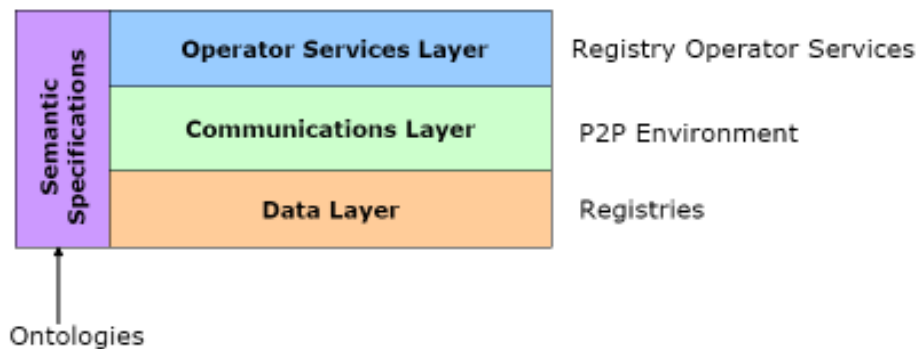 Semantic
Specifications
Operator Services Layer
Registry Operator Services
Communications Layer
P2P Environment
Data Layer
Registries
Ontologies